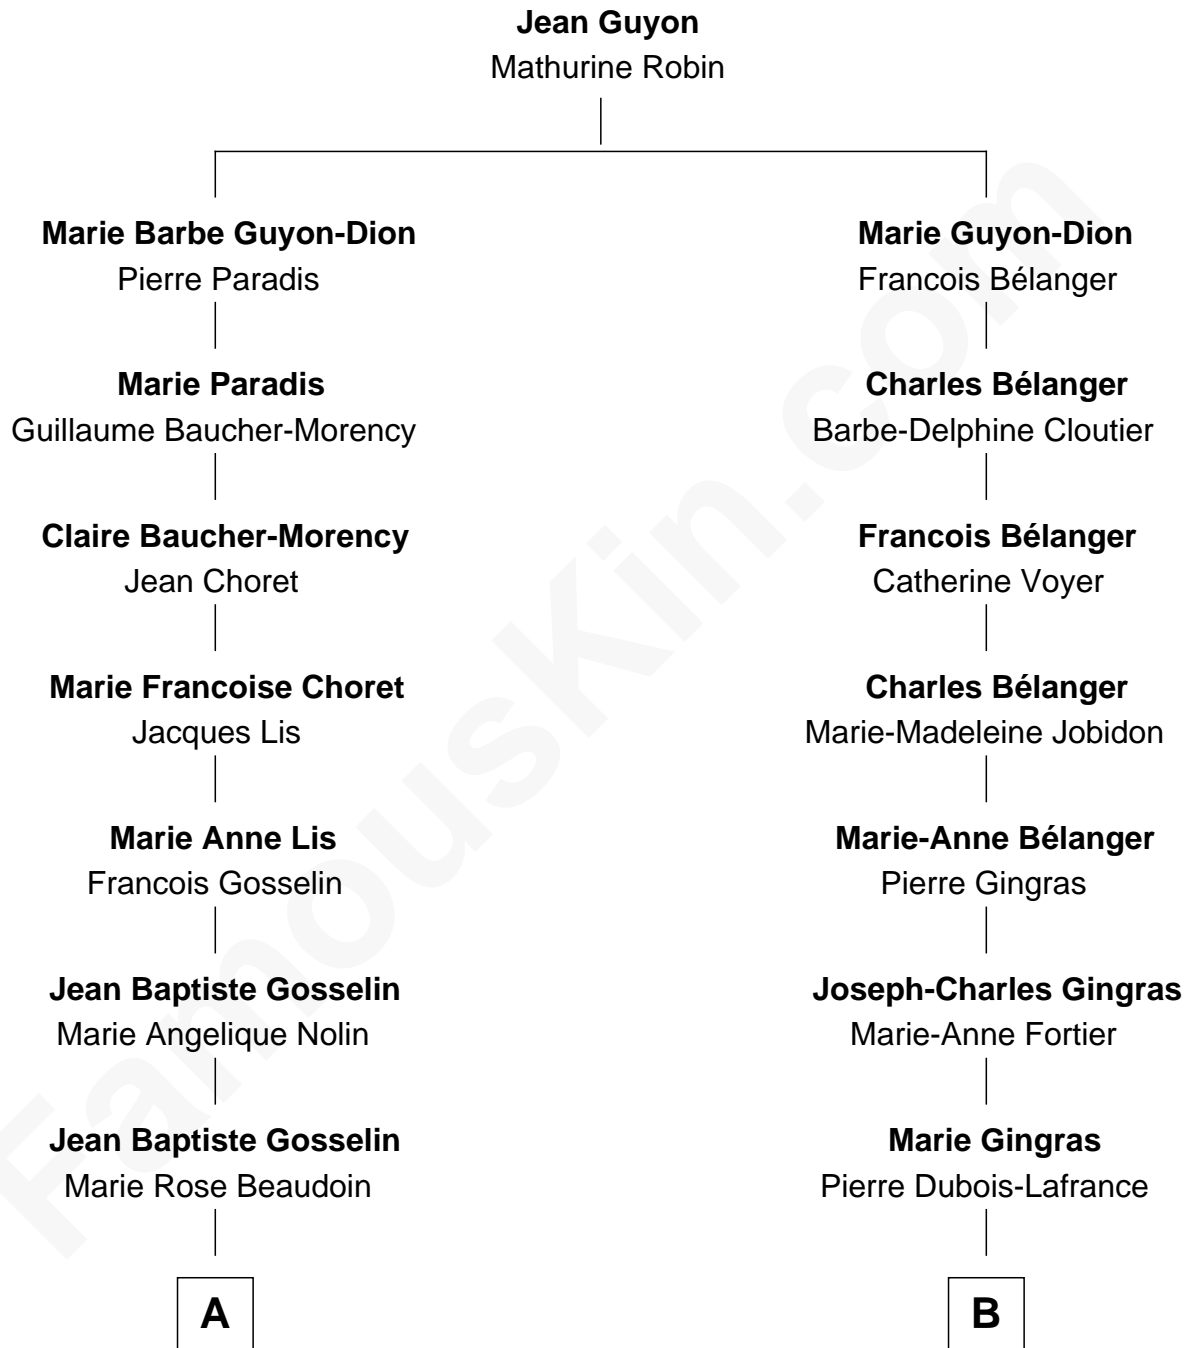 Jean Guyon
Mathurine Robin
Marie Barbe Guyon-Dion
Pierre Paradis
Marie Guyon-Dion
Francois Bélanger
Marie Paradis
Guillaume Baucher-Morency
Charles Bélanger
Barbe-Delphine Cloutier
Claire Baucher-Morency
Jean Choret
Francois Bélanger
Catherine Voyer
Marie Francoise Choret
Jacques Lis
Charles Bélanger
Marie-Madeleine Jobidon
Marie Anne Lis
Francois Gosselin
Marie-Anne Bélanger
Pierre Gingras
Jean Baptiste Gosselin
Marie Angelique Nolin
Joseph-Charles Gingras
Marie-Anne Fortier
Jean Baptiste Gosselin
Marie Rose Beaudoin
Marie Gingras
Pierre Dubois-Lafrance
A
B
FamousKin.com